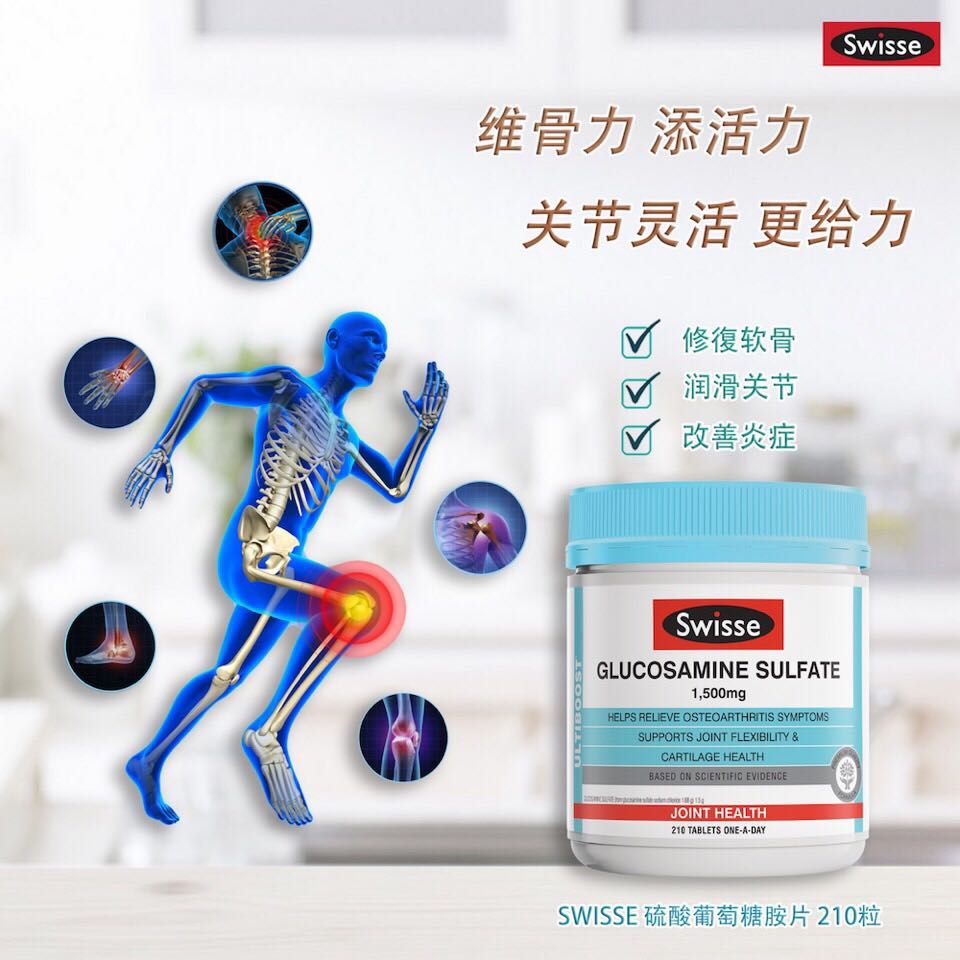 Swisse
维骨力 添活力
关节灵活 更给力
修復软骨
润滑关节
改善炎症
Swisse
ULTIBOOST
GLUCOSAMINE SULFATE
1,500mg
HELPS RELIEVE OSTEOARTHRITIS SYMPTOMS
SUPPORTS JOINT FLEXIBILITY &
CARTILAGE HEALTH
BASED ON SCIENTIFIC EVIDENCE
JOINT HEALTH
210 TABLETS ONE-A-DAY
SWISSE 硫酸葡萄糖胺片 210粒